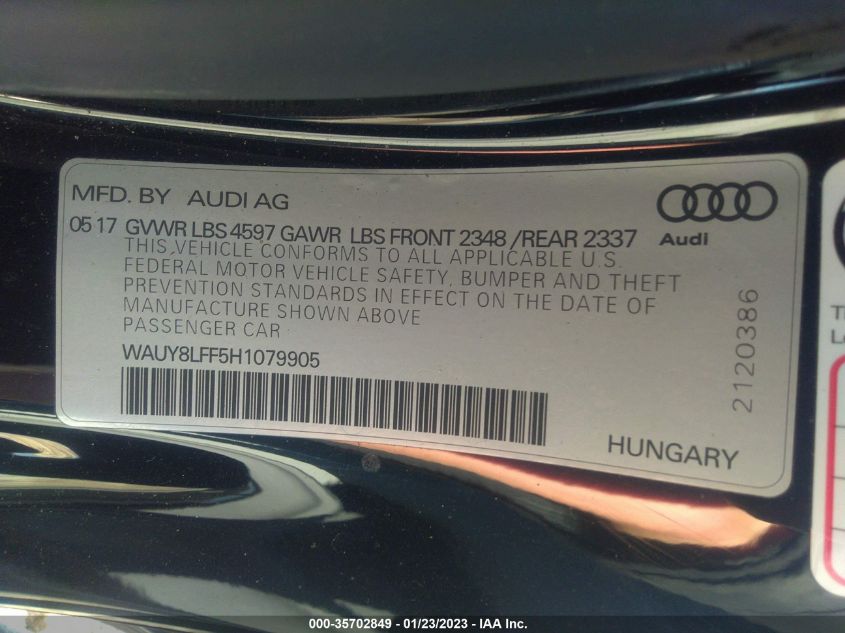 MFD. BY AUDI AG
05 17 GVWR LBS 4597 GAWR LBS FRONT 2348 /REAR 2337
Audi
THIS VEHICLE CONFORMS TO ALL APPLICABLE U.S.
FEDERAL MOTOR VEHICLE SAFETY, BUMPER AND THEFT
PREVENTION STANDARDS IN EFFECT ON THE DATE OF
MANUFACTURE SHOWN ABOVE
PASSENGER CAR
WAUY8LFF5H1079905
2120386
HUNGARY
000-35702849 - 01/23/2023 - IAA Inc.